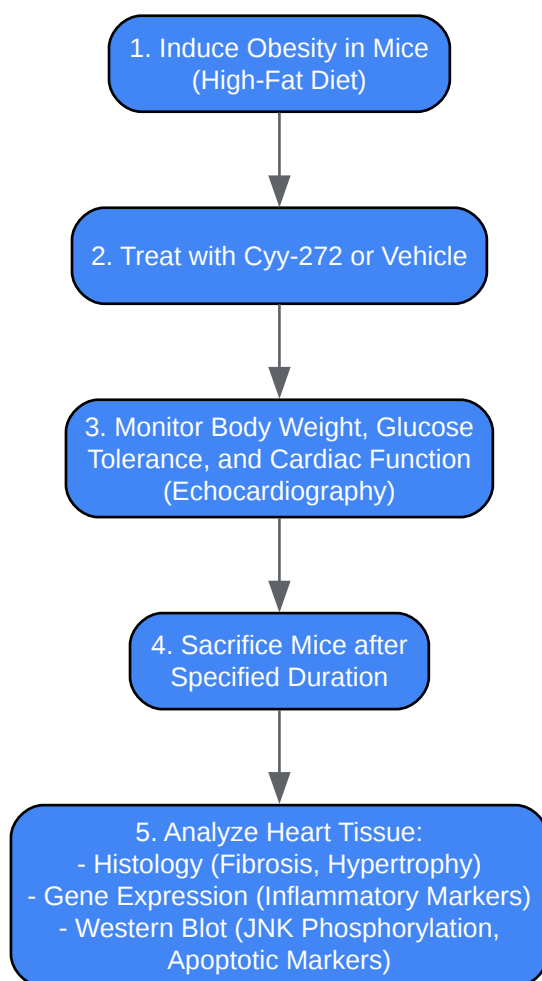 1. Induce Obesity in Mice
(High-Fat Diet)
2. Treat with Cyy-272 or Vehicle
3. Monitor Body Weight, Glucose
Tolerance, and Cardiac Function
(Echocardiography)
4. Sacrifice Mice after
Specified Duration
5. Analyze Heart Tissue:
- Histology (Fibrosis, Hypertrophy)
- Gene Expression (Inflammatory Markers)
- Western Blot (JNK Phosphorylation,
Apoptotic Markers)